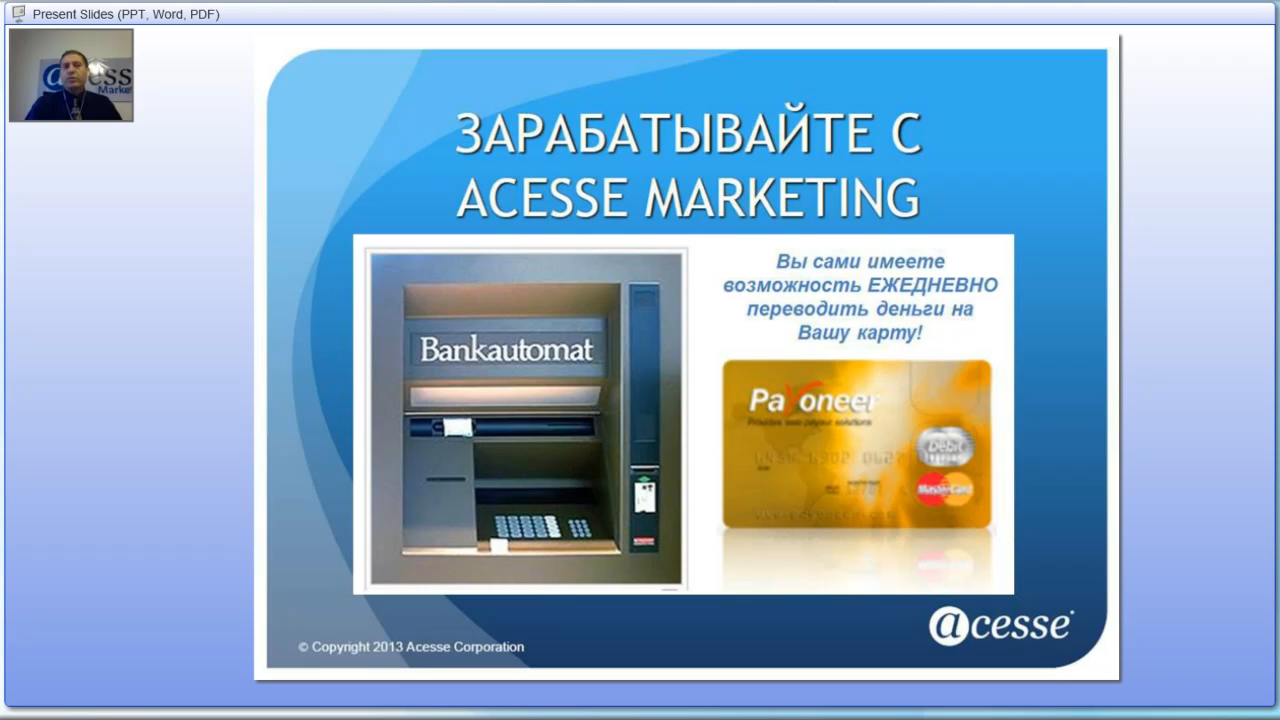 Present Slides (PPT, Word, PDF)
ЗАРАБАТЫВАЙТЕ С
ACESSE MARKETING
Bankautomat
Вы сами имеете
возможность ЕЖЕДНЕВНО
переводить деньги на
Вашу карту!
Payoneer
Debit
MasterCard
© Copyright 2013 Acesse Corporation
acesse